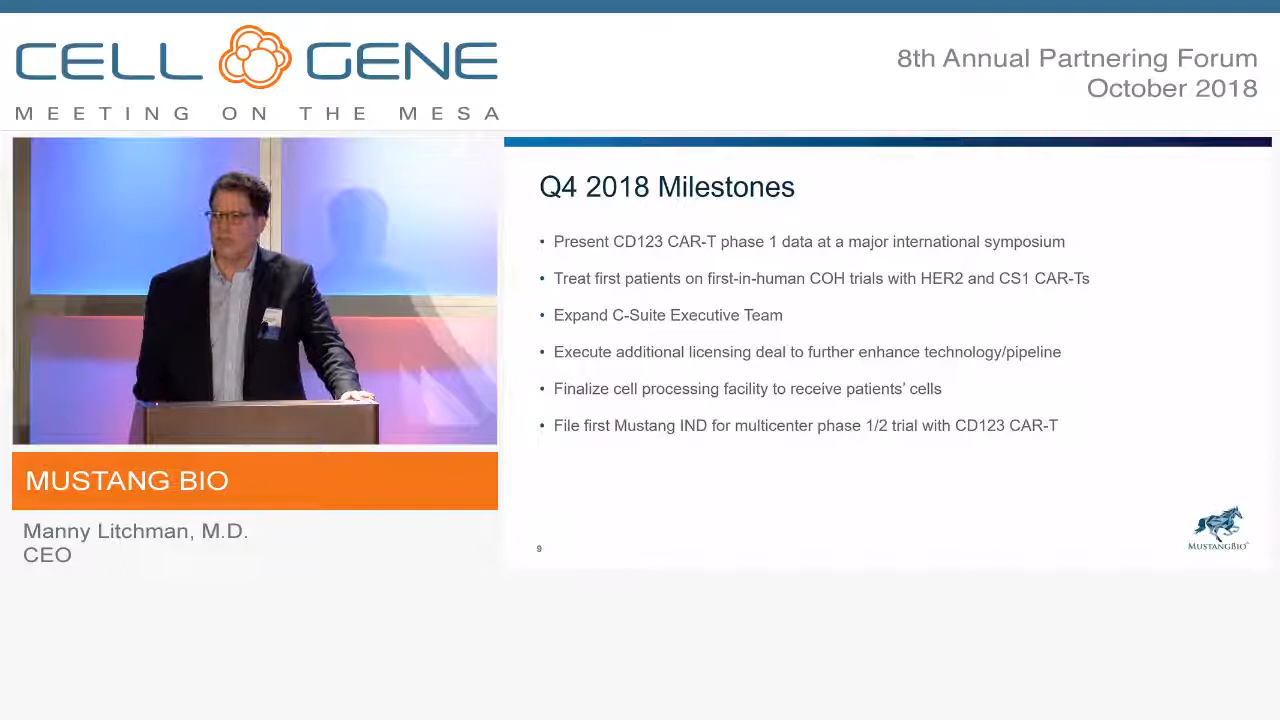 CELL GENE
MEETING ON THE MESA
8th Annual Partnering Forum
October 2018
MUSTANG BIO
Manny Litchman, M.D.
CEO
Q4 2018 Milestones
• Present CD123 CAR-T phase 1 data at a major international symposium
• Treat first patients on first-in-human COH trials with HER2 and CS1 CAR-Ts
• Expand C-Suite Executive Team
• Execute additional licensing deal to further enhance technology/pipeline
• Finalize cell processing facility to receive patients’ cells
• File first Mustang IND for multicenter phase 1/2 trial with CD123 CAR-T
9
MUSTANGBIO